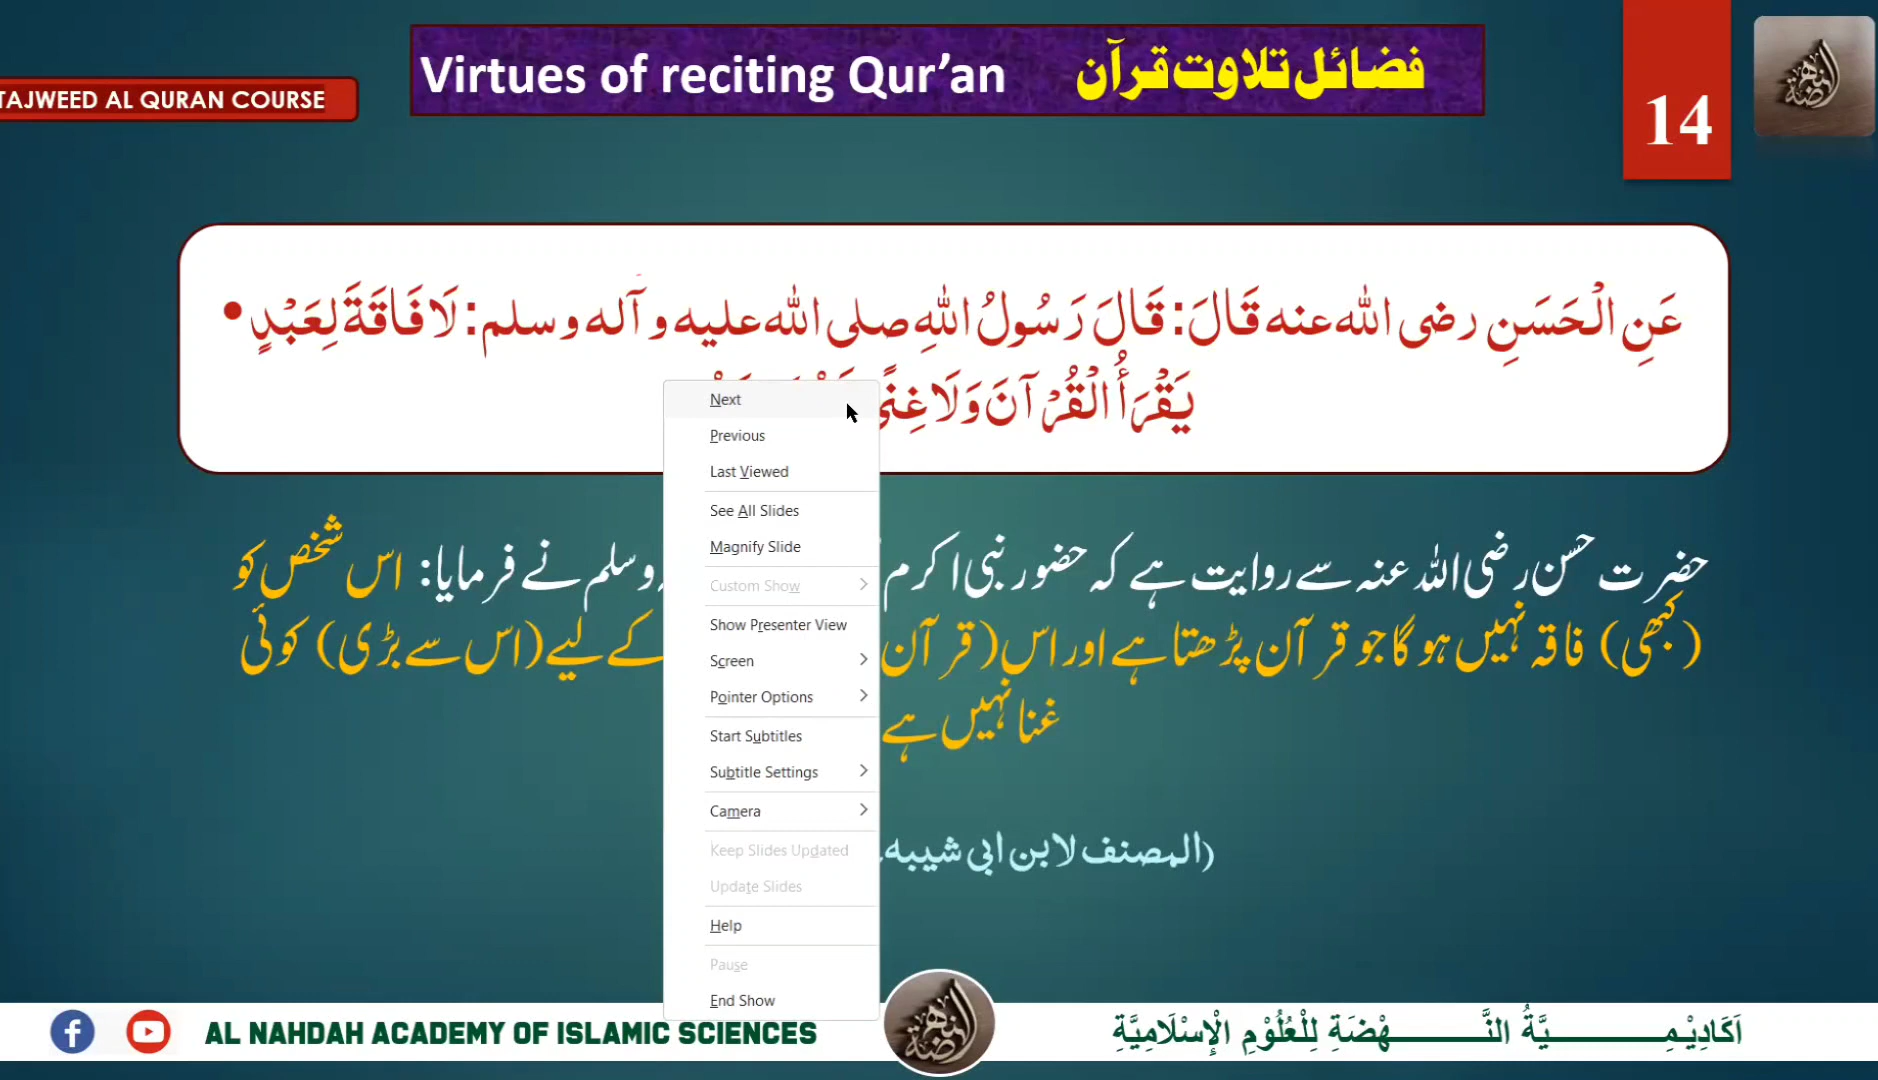 Virtues of reciting Qur’an فضائل تلاوت قرآن
TAJWEED AL QURAN COURSE
14
عَنِ الْحَسَنِ رضی اللہ عنہ قَالَ: قَالَ رَسُولُ اللہِ صلی اللہ علیہ و آلہ وسلم: لَا فَاقَةَ لِعَبْدٍ
يَقْرَأُ الْقُرْآنَ وَلَا غِنًى
حضرت حسن رضی اللہ عنہ سے روایت ہے کہ حضور نبی اکرم وسلم نے فرمایا: اس شخص کو
(کبھی) فاقہ نہیں ہو گا جو قرآن پڑھتا ہے اور اس (قرآن کے لیے (اس سے بڑی) کوئی
غنا نہیں ہے
(المصنف لابن ابی شیبہ
Next
Previous
Last Viewed
See All Slides
Magnify Slide
Custom Show
Show Presenter View
Screen
Pointer Options
Start Subtitles
Subtitle Settings
Camera
Keep Slides Updated
Update Slides
Help
Pause
End Show
AL NAHDAH ACADEMY OF ISLAMIC SCIENCES
اَكَادِيْمِـــيَّةُ النَّـــهْضَةِ لِلْعُلُوْمِ الْإِسْلَامِيَّةِ